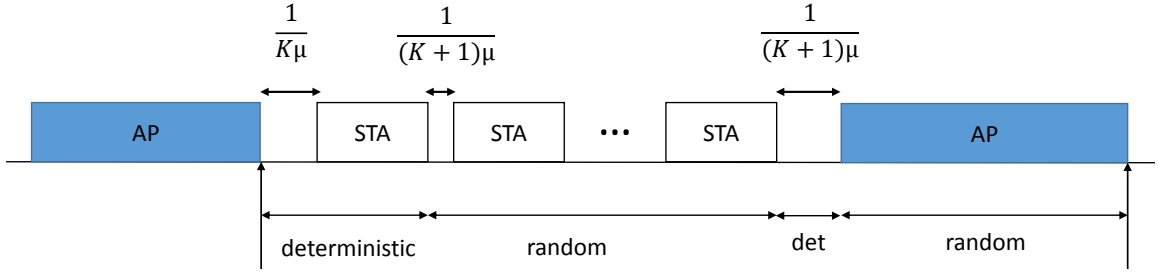 1/(Kμ) 1/((K + 1)μ) 1/((K + 1)μ)
AP STA STA ... STA AP
deterministic random det random